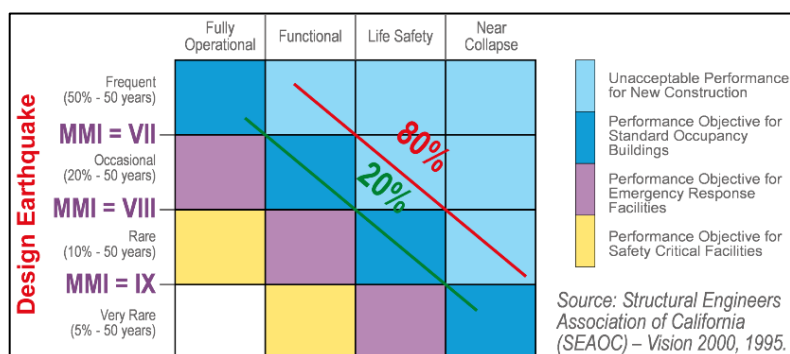 Fully Operational
Functional
Life Safety
Near Collapse
Design Earthquake
Frequent
(50% - 50 years)
MMI = VII
Occasional
(20% - 50 years)
MMI = VIII
Rare
(10% - 50 years)
MMI = IX
Very Rare
(5% - 50 years)
80%
20%
Unacceptable Performance
for New Construction
Performance Objective for
Standard Occupancy
Buildings
Performance Objective for
Emergency Response
Facilities
Performance Objective for
Safety Critical Facilities
Source: Structural Engineers
Association of California
(SEAOC) – Vision 2000, 1995.